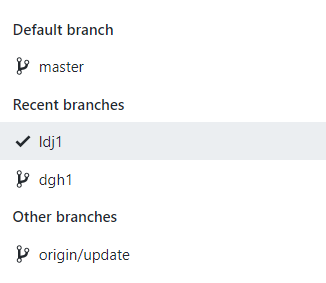 Default branch
master
Recent branches
ldj1
dgh1
Other branches
origin/update